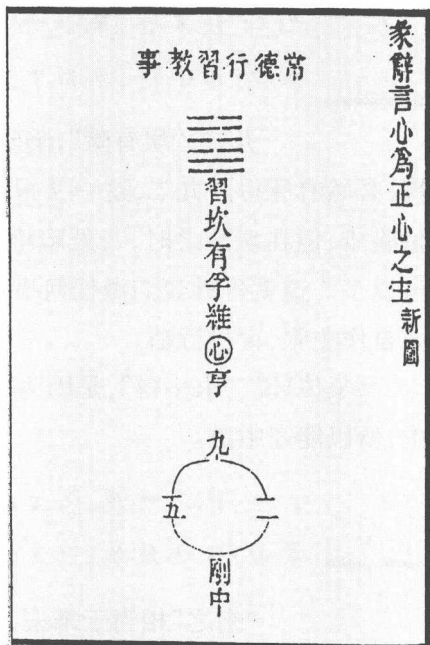 彖辭言心爲正心之主新圖
常德行習教事
習坎有孚維心亨
九
二
五
剛中